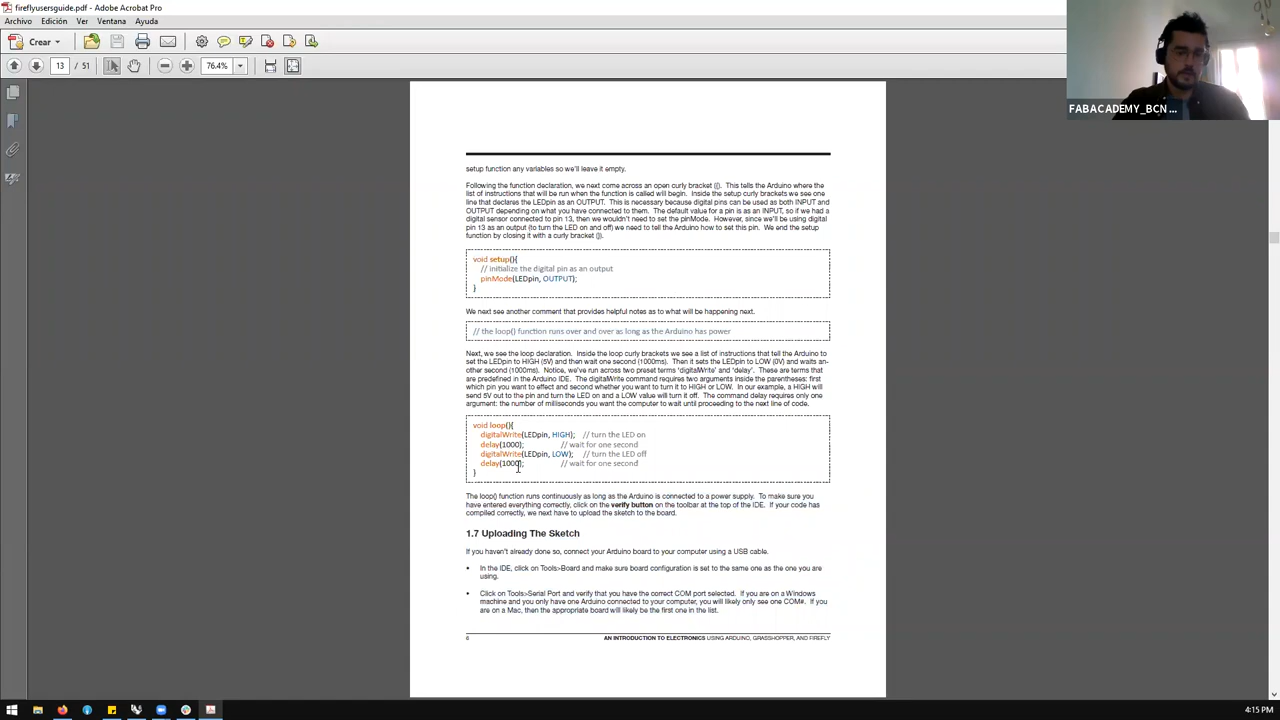 fireflyusersguide.pdf - Adobe Acrobat Pro
Archivo Edición Ver Ventana Ayuda
Crear
13 / 51 76.4%
FABACADEMY_BCN ...
setup function any variables so we'll leave it empty.
Following the function declaration, we next come across an open curly bracket ({). This tells the Arduino where the
list of instructions that will be run when the function is called will begin. Inside the setup curly brackets we see one
line that declares the LEDpin as an OUTPUT. This is necessary because digital pins can be used as both INPUT and
OUTPUT depending on what you have connected to them. The default value for a pin is as an INPUT, so if we had a
digital sensor connected to pin 13, then we wouldn't need to set the pinMode. However, since we'll be using digital
pin 13 as an output (to turn the LED on and off) we need to tell the Arduino how to set this pin. We end the setup
function by closing it with a curly bracket (}).
void setup(){
// initialize the digital pin as an output
pinMode(LEDpin, OUTPUT);
}
We next see another comment that provides helpful notes as to what will be happening next.
// the loop() function runs over and over as long as the Arduino has power
Next, we see the loop declaration. Inside the loop curly brackets we see a list of instructions that tell the Arduino to
set the LEDpin to HIGH (5V) and then wait one second (1000ms). Then it sets the LEDpin to LOW (0V) and waits an-
other second (1000ms). Notice, we've run across two preset terms 'digitalWrite' and 'delay'. These are terms that
are predefined in the Arduino IDE. The digitalWrite command requires two arguments inside the parentheses: first
which pin you want to effect and second whether you want to turn it to HIGH or LOW. In our example, a HIGH will
send 5V out to the pin and turn the LED on and a LOW value will turn it off. The command delay requires only one
argument: the number of milliseconds you want the computer to wait until proceeding to the next line of code.
void loop(){
digitalWrite(LEDpin, HIGH); // turn the LED on
delay(1000); // wait for one second
digitalWrite(LEDpin, LOW); // turn the LED off
delay(1000); // wait for one second
}
The loop() function runs continuously as long as the Arduino is connected to a power supply. To make sure you
have entered everything correctly, click on the verify button on the toolbar at the top of the IDE. If your code has
compiled correctly, we next have to upload the sketch to the board.
1.7 Uploading The Sketch
If you haven't already done so, connect your Arduino board to your computer using a USB cable.
• In the IDE, click on Tools>Board and make sure board configuration is set to the same one as the one you are
using.
• Click on Tools>Serial Port and verify that you have the correct COM port selected. If you are on a Windows
machine and you only have one Arduino connected to your computer, you will likely only see one COM#. If you
are on a Mac, then the appropriate board will likely be the first one in the list.
6 AN INTRODUCTION TO ELECTRONICS USING ARDUINO, GRASSHOPPER, AND FIREFLY
4:15 PM